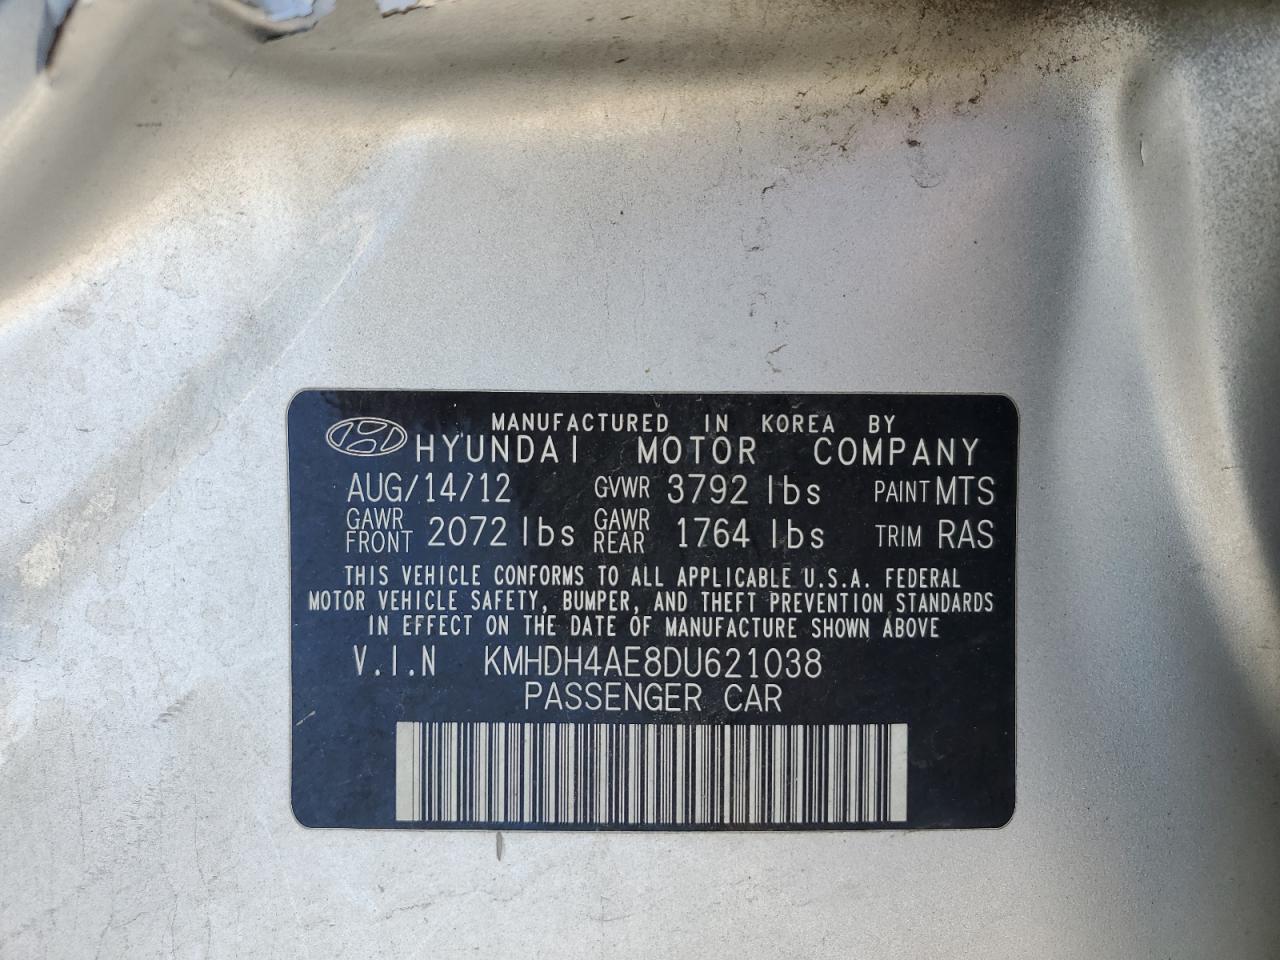 MANUFACTURED IN KOREA BY
HYUNDAI MOTOR COMPANY
AUG/14/12 GVWR 3792 lbs PAINT MTS
GAWR FRONT 2072 lbs GAWR REAR 1764 lbs TRIM RAS
THIS VEHICLE CONFORMS TO ALL APPLICABLE U.S.A. FEDERAL
MOTOR VEHICLE SAFETY, BUMPER, AND THEFT PREVENTION STANDARDS
IN EFFECT ON THE DATE OF MANUFACTURE SHOWN ABOVE
V.I.N KMHDH4AE8DU621038
PASSENGER CAR